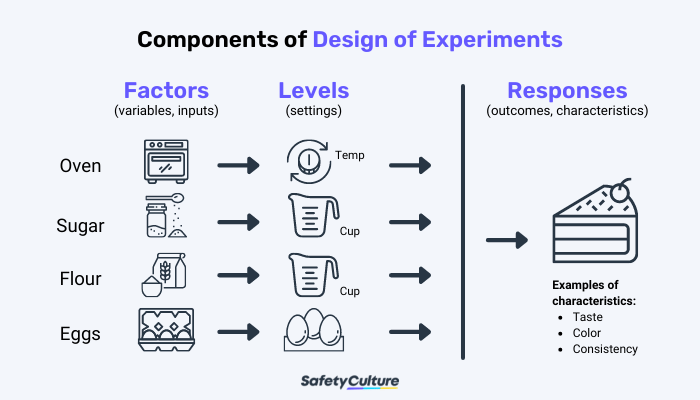 Components of Design of Experiments
Factors
(variables, inputs)
Levels
(settings)
Responses
(outcomes, characteristics)
Oven
Temp
Sugar
Cup
Flour
Cup
Eggs
Examples of
characteristics:
• Taste
• Color
• Consistency
SafetyCulture